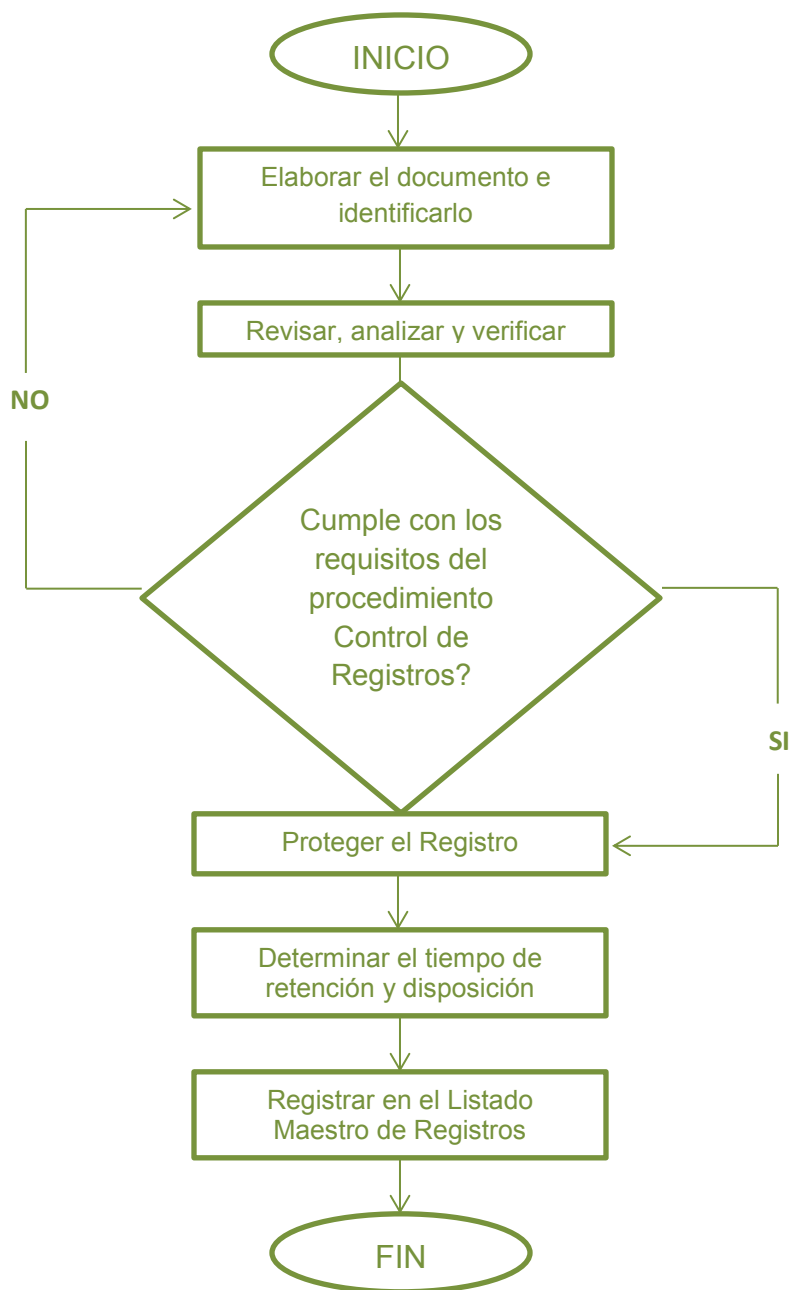 INICIO
Elaborar el documento e
identificarlo
Revisar, analizar y verificar
NO
Cumple con los
requisitos del
procedimiento
Control de
Registros?
SI
Proteger el Registro
Determinar el tiempo de
retención y disposición
Registrar en el Listado
Maestro de Registros
FIN